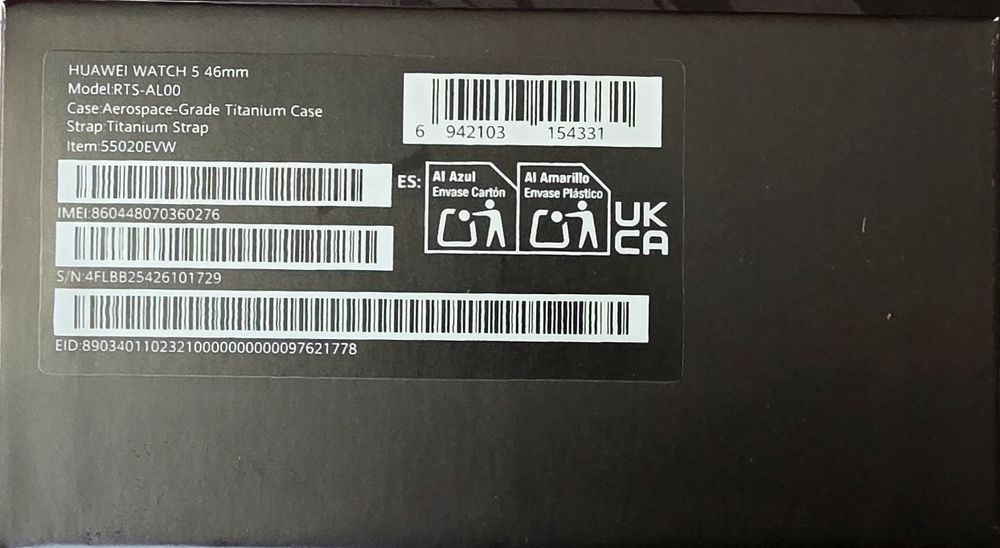 HUAWEI WATCH 5 46mm
Model:RTS-AL00
Case:Aerospace-Grade Titanium Case
Strap:Titanium Strap
Item:55020EVW
6 942103 154331
IMEI:860448070360276
S/N:4FLBB25426101729
EID:89034011023210000000000097621778
ES:
Al Azul
Envase Cartón
Al Amarillo
Envase Plástico
UK
CA